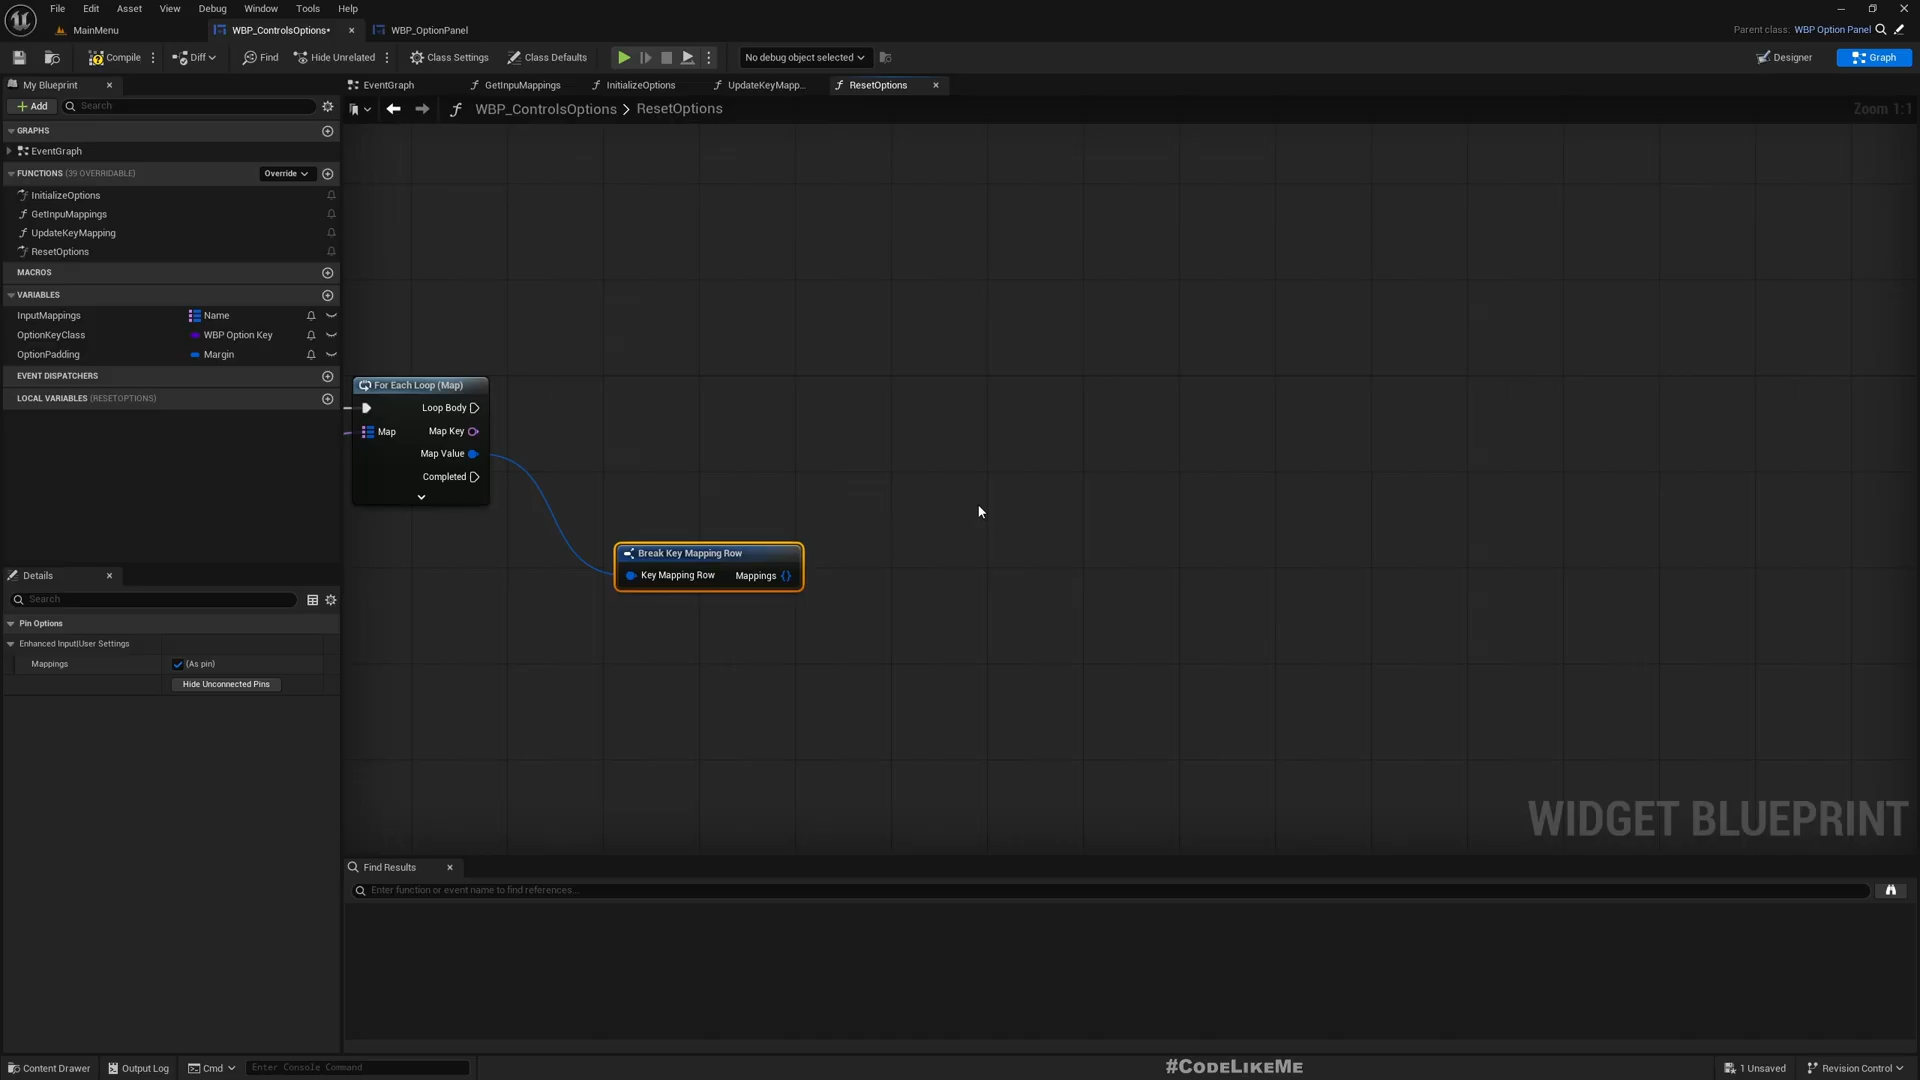 File Edit Asset View Debug Window Tools Help
MainMenu WBP_ControlsOptions• WBP_OptionPanel Parent class: WBP Option Panel
Compile Diff Find Hide Unrelated Class Settings Class Defaults No debug object selected Designer Graph
My Blueprint EventGraph GetInpuMappings InitializeOptions UpdateKeyMapp... ResetOptions
Add Search WBP_ControlsOptions > ResetOptions Zoom 1:1
GRAPHS
EventGraph
FUNCTIONS (39 OVERRIDABLE) Override
InitializeOptions
GetInpuMappings
UpdateKeyMapping
ResetOptions
MACROS
VARIABLES
InputMappings Name
OptionKeyClass WBP Option Key
OptionPadding Margin
EVENT DISPATCHERS
LOCAL VARIABLES (RESETOPTIONS)
For Each Loop (Map)
Loop Body
Map Map Key
Map Value
Completed
Break Key Mapping Row
Key Mapping Row Mappings
Details
Search
Pin Options
Enhanced Input|User Settings
Mappings (As pin)
Hide Unconnected Pins
WIDGET BLUEPRINT
Find Results
Enter function or event name to find references...
Content Drawer Output Log Cmd Enter Console Command #CODELIKEME 1 Unsaved Revision Control